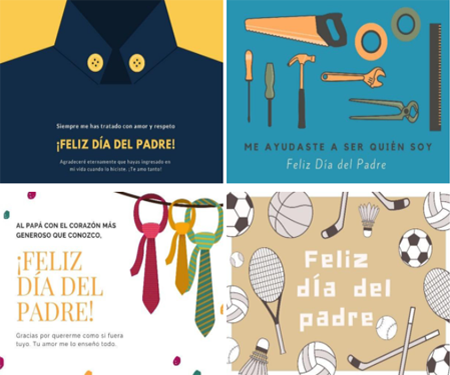 Siempre me has tratado con amor y respeto
¡FELIZ DÍA DEL PADRE!
Agradeceré eternamente que hayas ingresado en
mi vida cuando lo hiciste. ¡Te amo tanto!
ME AYUDASTE A SER QUIÉN SOY
Feliz Día del Padre
AL PAPÁ CON EL CORAZÓN MÁS
GENEROSO QUE CONOZCO,
¡FELIZ
DÍA DEL
PADRE!
Gracias por quererme como si fuera
tuyo. Tu amor me lo enseño todo.
Feliz
día del
padre